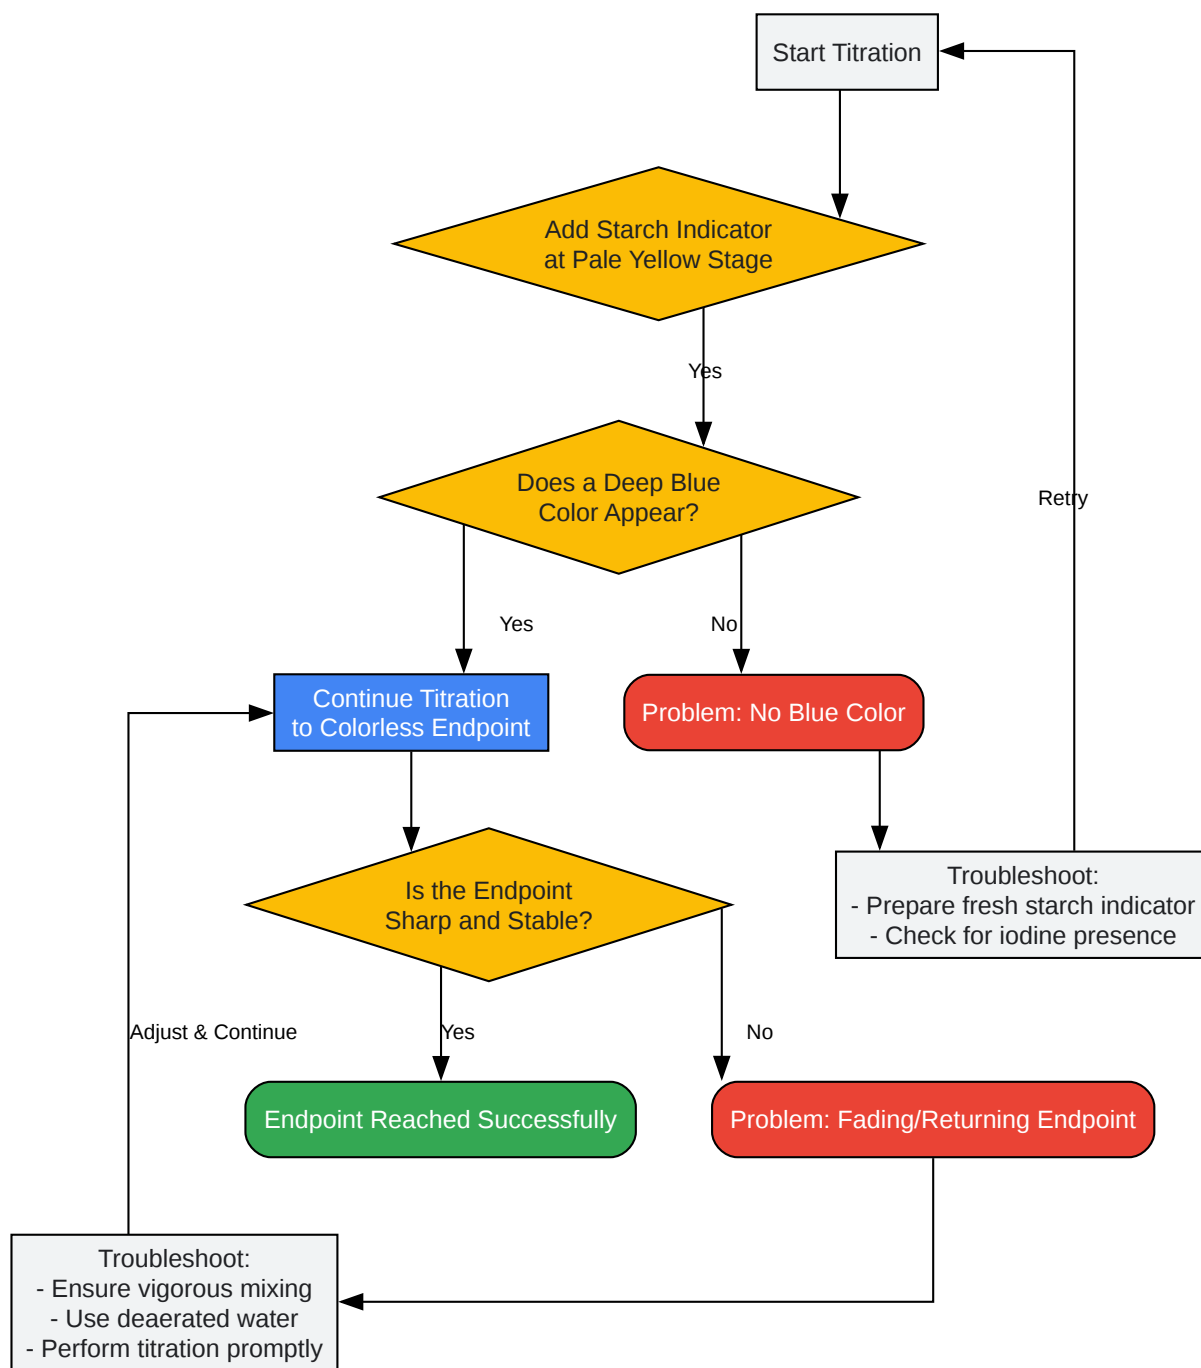 Start Titration
Add Starch Indicator
at Pale Yellow Stage
Yes
Does a Deep Blue
Color Appear?
Retry
Yes
No
Continue Titration
to Colorless Endpoint
Problem: No Blue Color
Troubleshoot:
- Prepare fresh starch indicator
- Check for iodine presence
Is the Endpoint
Sharp and Stable?
Adjust & Continue
Yes
No
Endpoint Reached Successfully
Problem: Fading/Returning Endpoint
Troubleshoot:
- Ensure vigorous mixing
- Use deaerated water
- Perform titration promptly